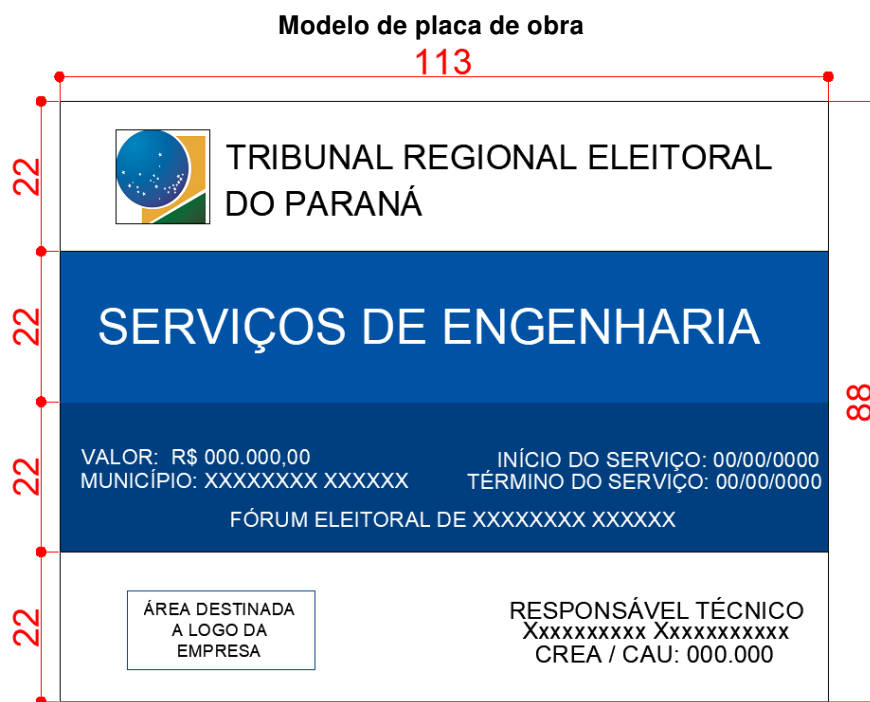 Modelo de placa de obra
113
22
TRIBUNAL REGIONAL ELEITORAL
DO PARANÁ
22
SERVIÇOS DE ENGENHARIA
88
22
VALOR: R$ 000.000,00
MUNICÍPIO: XXXXXXXX XXXXXX
INÍCIO DO SERVIÇO: 00/00/0000
TÉRMINO DO SERVIÇO: 00/00/0000
FÓRUM ELEITORAL DE XXXXXXXX XXXXXX
22
ÁREA DESTINADA
A LOGO DA
EMPRESA
RESPONSÁVEL TÉCNICO
Xxxxxxxxxx Xxxxxxxxxxx
CREA / CAU: 000.000